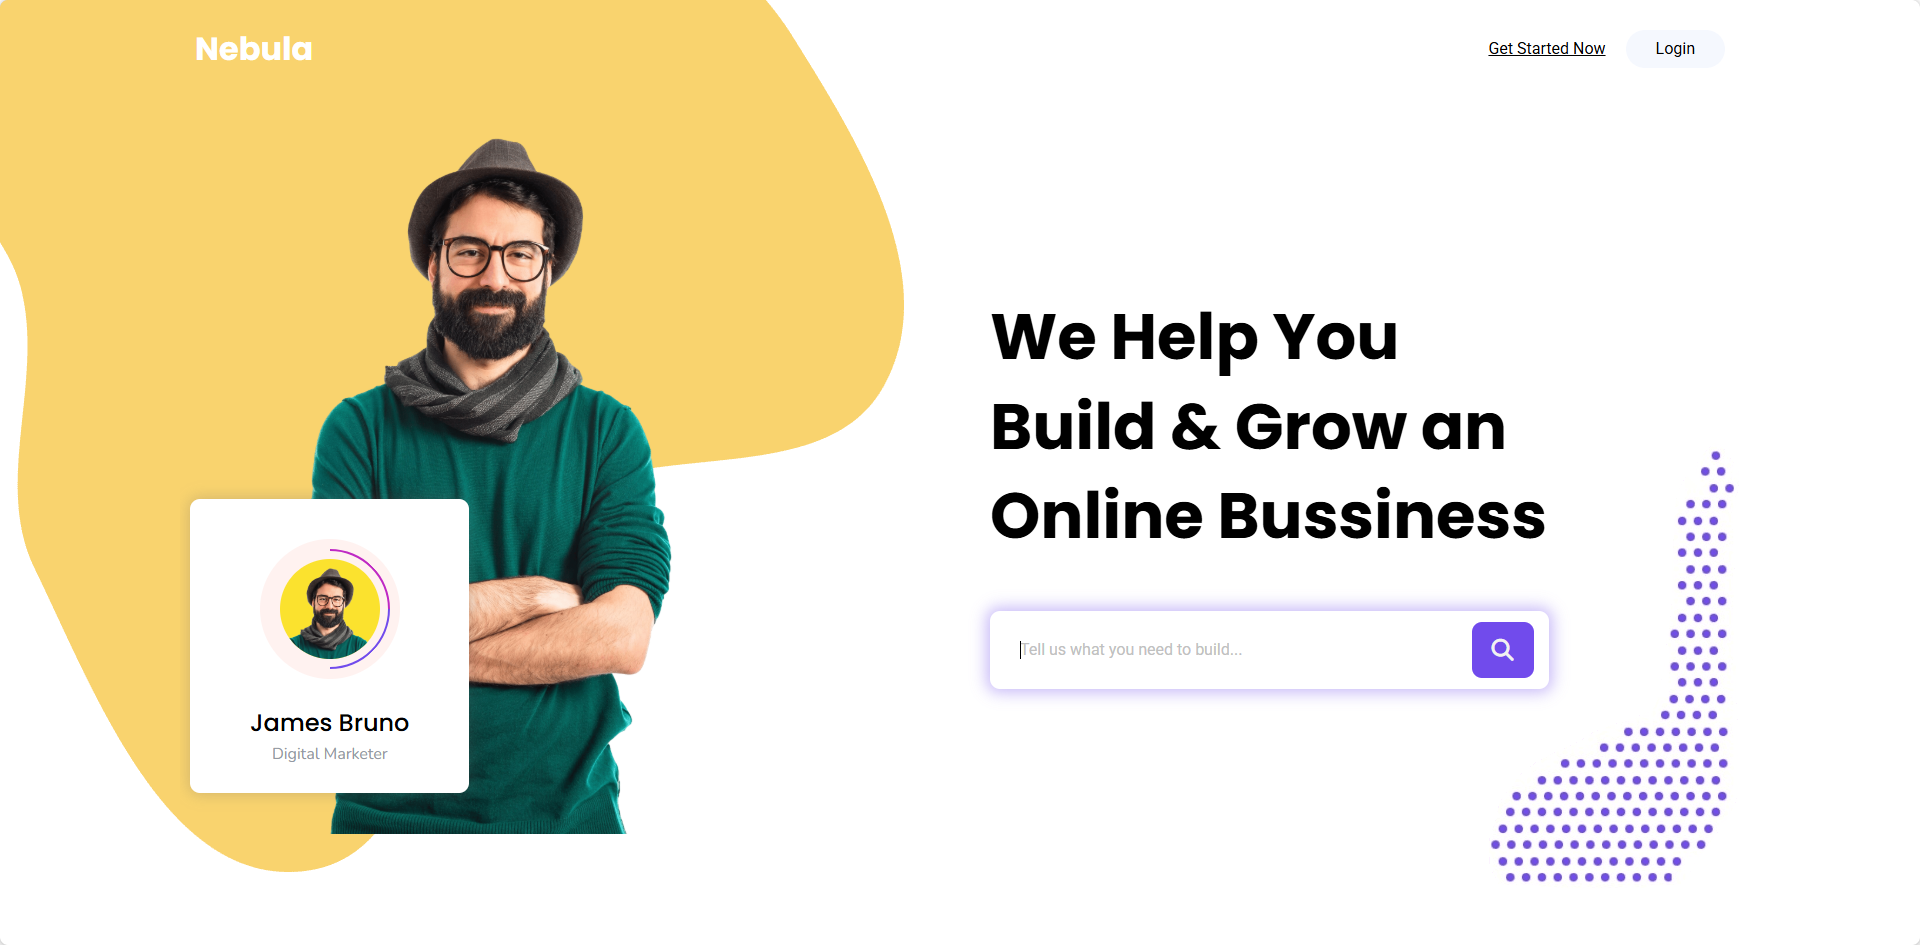 Nebula
Get Started Now
Login
We Help You
Build & Grow an
Online Bussiness
Tell us what you need to build...
James Bruno
Digital Marketer